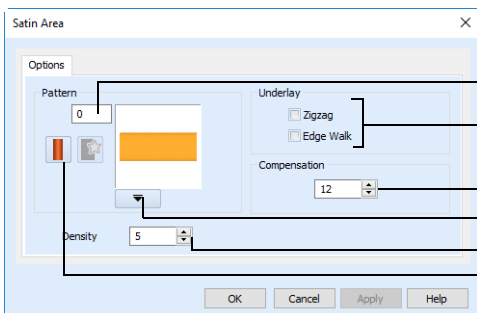 Satin Area
Options
Pattern
0
Underlay
Zigzag
Edge Walk
Compensation
12
Density
5
OK Cancel Apply Help